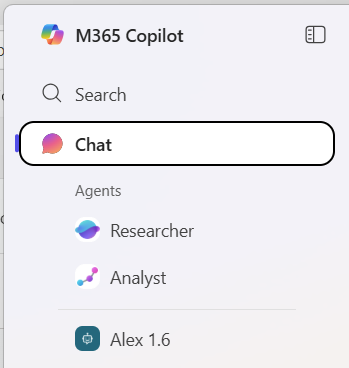 M365 Copilot
Search
Chat
Agents
Researcher
Analyst
Alex 1.6